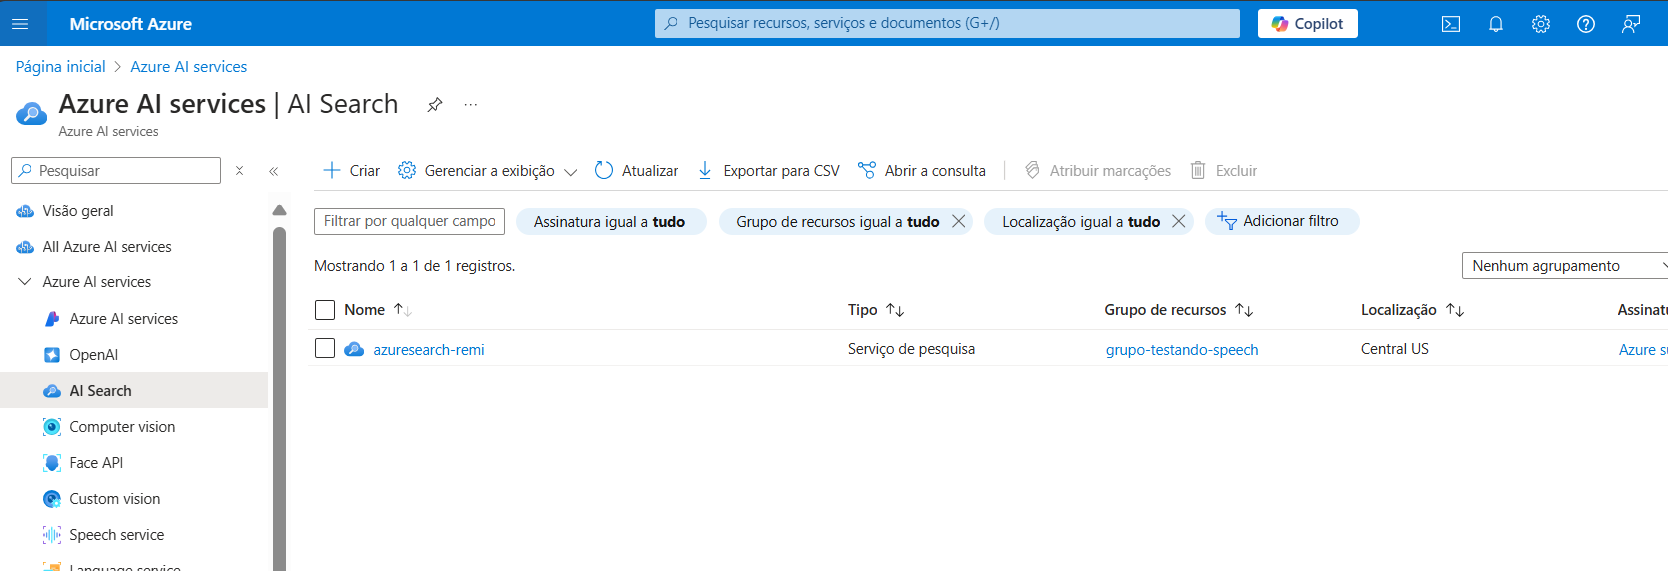 Microsoft Azure
Pesquisar recursos, serviços e documentos (G+/)
Copilot
Página inicial > Azure AI services
Azure AI services | AI Search
Azure AI services
Pesquisar
Criar
Gerenciar a exibição
Atualizar
Exportar para CSV
Abrir a consulta
Atribuir marcações
Excluir
Visão geral
All Azure AI services
Azure AI services
Azure AI services
OpenAI
AI Search
Computer vision
Face API
Custom vision
Speech service
Language service
Filtrar por qualquer campo
Assinatura igual a tudo
Grupo de recursos igual a tudo
Localização igual a tudo
Adicionar filtro
Mostrando 1 a 1 de 1 registros.
Nenhum agrupamento
Nome Tipo Grupo de recursos Localização
azuresearch-remi Serviço de pesquisa grupo-testando-speech Central US Azure